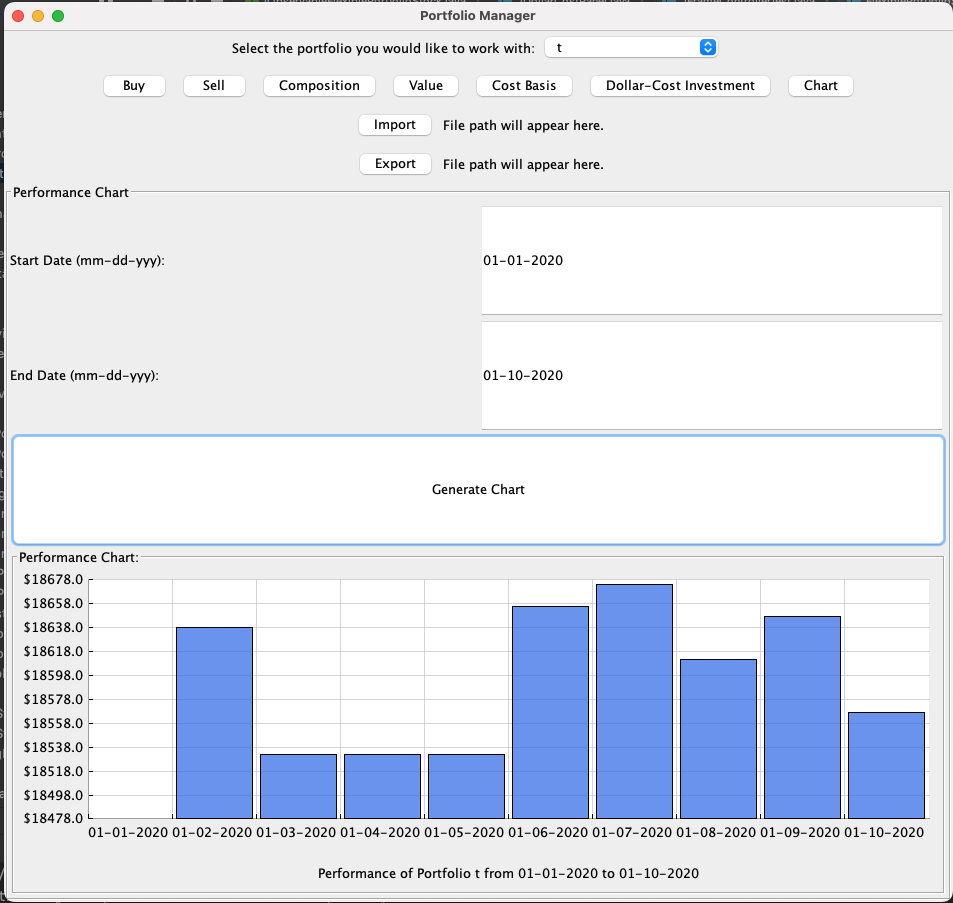 Portfolio Manager
Select the portfolio you would like to work with: t
Buy Sell Composition Value Cost Basis Dollar-Cost Investment Chart
Import File path will appear here.
Export File path will appear here.
Performance Chart
Start Date (mm-dd-yyy): 01-01-2020
End Date (mm-dd-yyy): 01-10-2020
Generate Chart
Performance Chart:
$18678.0
$18658.0
$18638.0
$18618.0
$18598.0
$18578.0
$18558.0
$18538.0
$18518.0
$18498.0
$18478.0
01-01-2020 01-02-2020 01-03-2020 01-04-2020 01-05-2020 01-06-2020 01-07-2020 01-08-2020 01-09-2020 01-10-2020
Performance of Portfolio t from 01-01-2020 to 01-10-2020